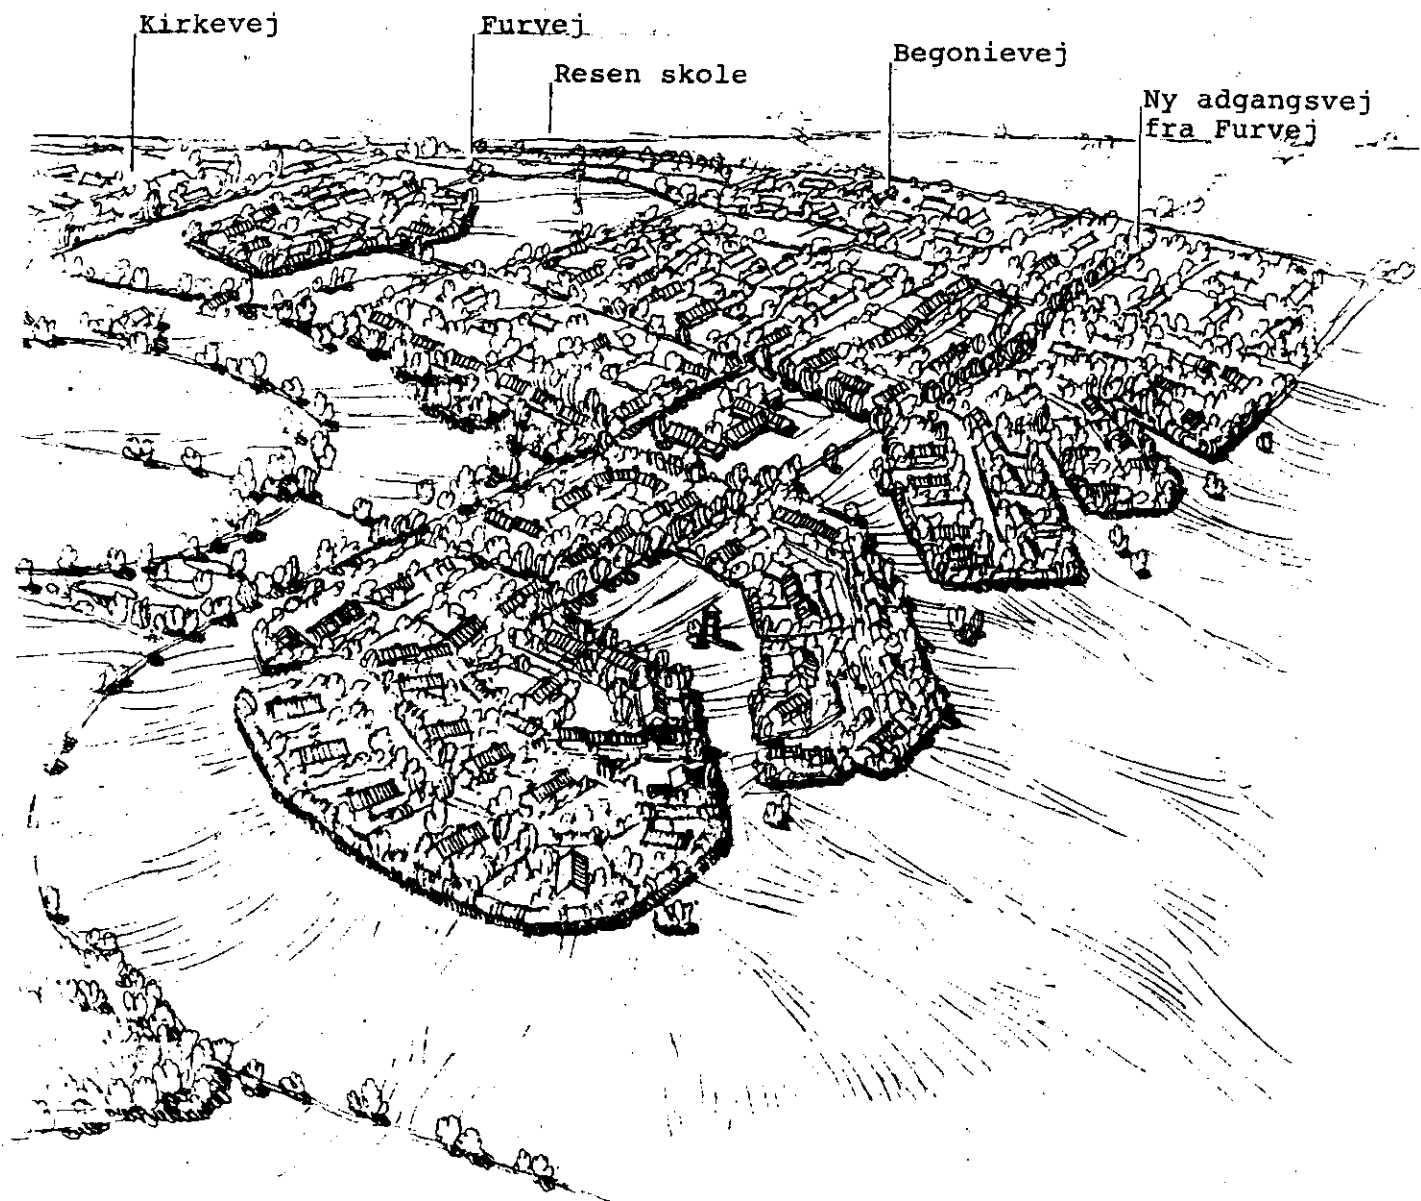 Kirkevej
Furvej
Resen skole
Begonievej
Ny adgangsvej
fra Furvej